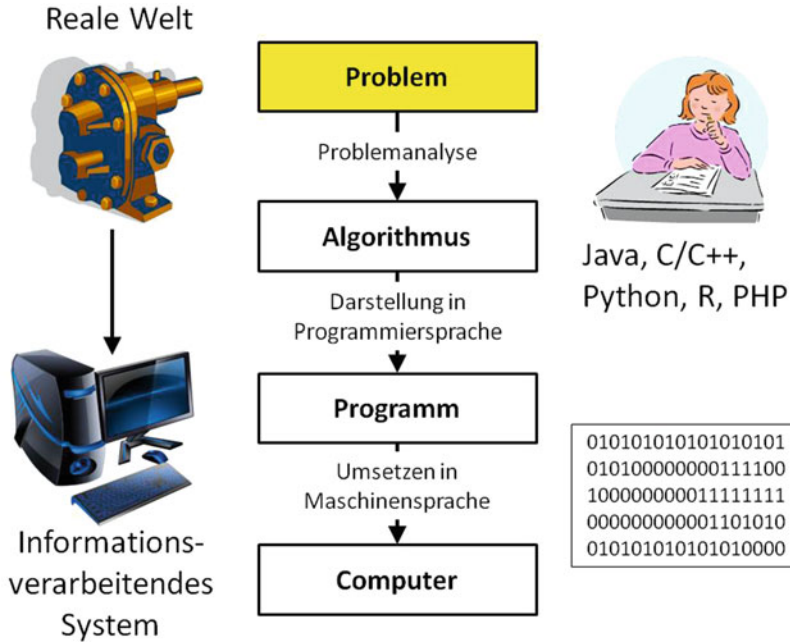 Reale Welt
Problem
Problemanalyse
Algorithmus
Java, C/C++,
Python, R, PHP
Darstellung in
Programmiersprache
Programm
Umsetzen in
Maschinensprache
Computer
Informations-
verarbeitendes
System
010101010101010101
010100000000111100
100000000011111111
000000000001101010
010101010101010000